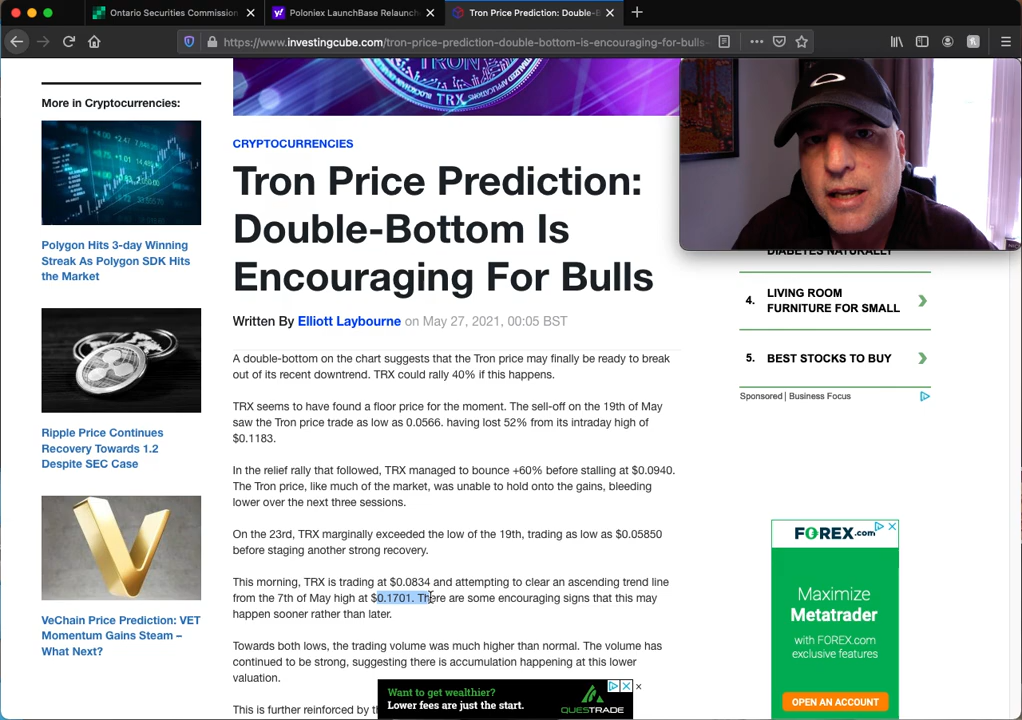 Ontario Securities Commission
Poloniex LaunchBase Relaunch
Tron Price Prediction: Double-B
https://www.investingcube.com/tron-price-prediction-double-bottom-is-encouraging-for-bulls-
More in Cryptocurrencies:
Polygon Hits 3-day Winning
Streak As Polygon SDK Hits
the Market
Ripple Price Continues
Recovery Towards 1.2
Despite SEC Case
VeChain Price Prediction: VET
Momentum Gains Steam –
What Next?
TRON
TRX
CRYPTOCURRENCIES
Tron Price Prediction:
Double-Bottom Is
Encouraging For Bulls
Written By Elliott Laybourne on May 27, 2021, 00:05 BST
A double-bottom on the chart suggests that the Tron price may finally be ready to break
out of its recent downtrend. TRX could rally 40% if this happens.
TRX seems to have found a floor price for the moment. The sell-off on the 19th of May
saw the Tron price trade as low as 0.0566. having lost 52% from its intraday high of
$0.1183.
In the relief rally that followed, TRX managed to bounce +60% before stalling at $0.0940.
The Tron price, like much of the market, was unable to hold onto the gains, bleeding
lower over the next three sessions.
On the 23rd, TRX marginally exceeded the low of the 19th, trading as low as $0.05850
before staging another strong recovery.
This morning, TRX is trading at $0.0834 and attempting to clear an ascending trend line
from the 7th of May high at $0.1701. There are some encouraging signs that this may
happen sooner rather than later.
Towards both lows, the trading volume was much higher than normal. The volume has
continued to be strong, suggesting there is accumulation happening at this lower
valuation.
This is further reinforced by
DIABETES NATURALLY
4. LIVING ROOM
FURNITURE FOR SMALL
5. BEST STOCKS TO BUY
Sponsored | Business Focus
FOREX.com
Maximize
Metatrader
with FOREX.com
exclusive features
OPEN AN ACCOUNT
Want to get wealthier?
Lower fees are just the start.
QUESTRADE